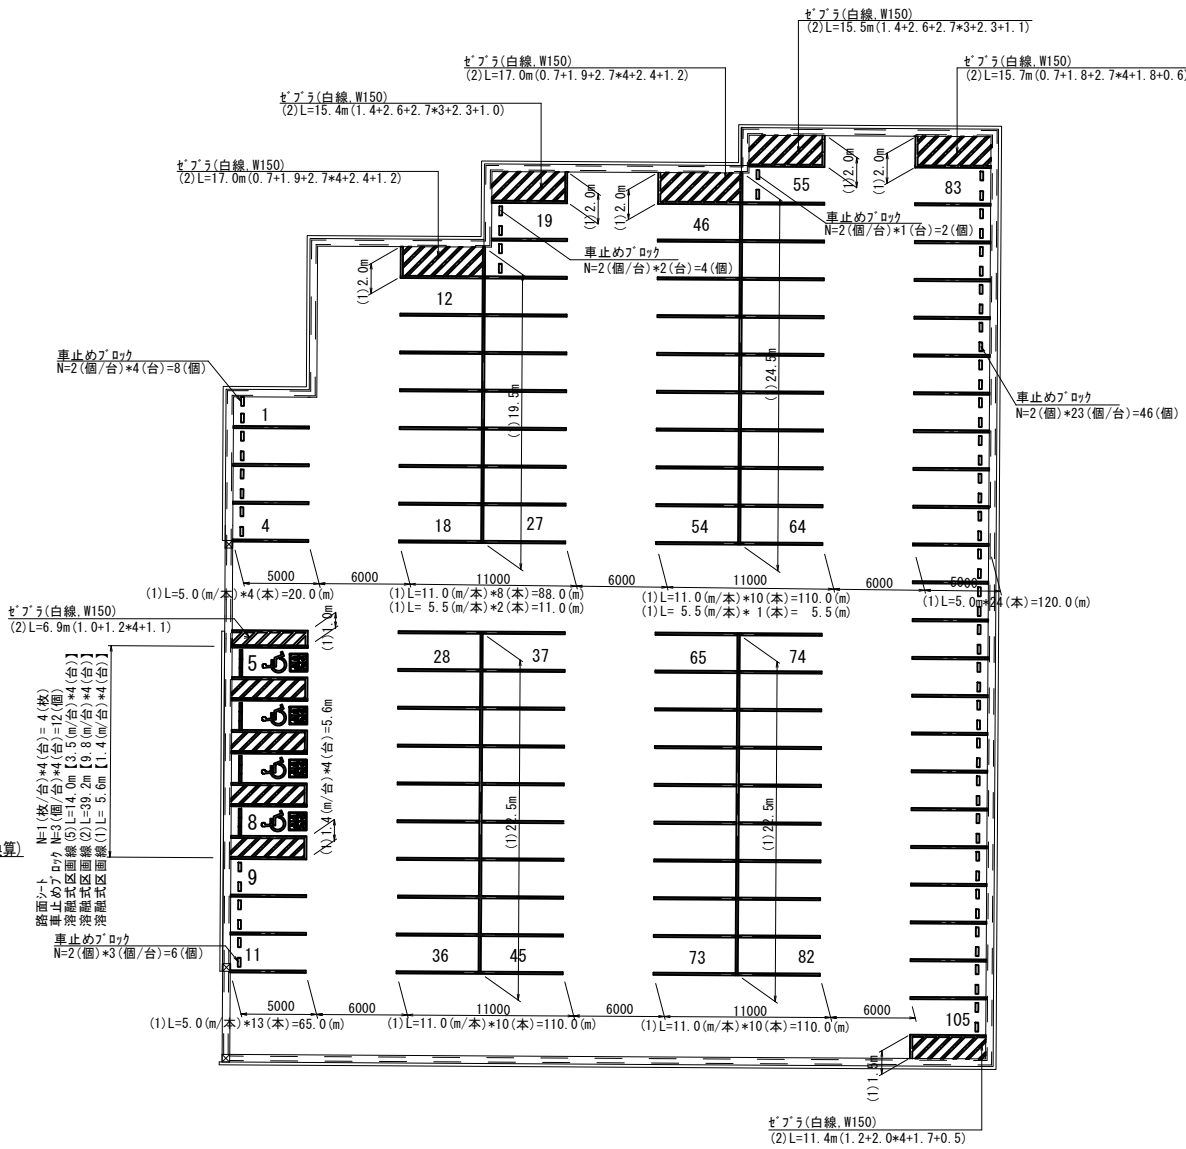 ｾﾞﾌﾞﾗ(白線,W150)
(2)L=15.5m(1.4+2.6+2.7*3+2.3+1.1)
ｾﾞﾌﾞﾗ(白線,W150)
(2)L=17.0m(0.7+1.9+2.7*4+2.4+1.2)
ｾﾞﾌﾞﾗ(白線,W150)
(2)L=15.7m(0.7+1.8+2.7*4+1.8+0.6)
ｾﾞﾌﾞﾗ(白線,W150)
(2)L=15.4m(1.4+2.6+2.7*3+2.3+1.0)
ｾﾞﾌﾞﾗ(白線,W150)
(2)L=17.0m(0.7+1.9+2.7*4+2.4+1.2)
(1)2.0m
(1)2.0m
55
83
(1)2.0m
(1)2.0m
19
46
車止めﾌﾞﾛｯｸ
N=2(個/台)*1(台)=2(個)
車止めﾌﾞﾛｯｸ
N=2(個/台)*2(台)=4(個)
(1)2.0m
12
車止めﾌﾞﾛｯｸ
N=2(個/台)*4(台)=8(個)
(1)24.5m
(1)19.5m
車止めﾌﾞﾛｯｸ
N=2(個)*23(個/台)=46(個)
1
4
18
27
54
64
5000
6000
11000
6000
11000
6000
5000
(1)L=5.0(m/本)*4(本)=20.0(m)
(1)L=11.0(m/本)*8(本)=88.0(m)
(1)L= 5.5(m/本)*2(本)=11.0(m)
(1)L=11.0(m/本)*10(本)=110.0(m)
(1)L= 5.5(m/本)* 1(本)=  5.5(m)
(1)L=5.0m*24(本)=120.0(m)
ｾﾞﾌﾞﾗ(白線,W150)
(2)L=6.9m(1.0+1.2*4+1.1)
(1)1.0m
5
28
37
65
74
路面ｼｰﾄ N=1(枚/台)*4(台)= 4(枚)
車止めﾌﾞﾛｯｸ N=3(個/台)*4(台)=12(個)
溶融式区画線(5)L=14.0m【3.5(m/台)*4(台)】
溶融式区画線(2)L=39.2m【9.8(m/台)*4(台)】
溶融式区画線(1)L= 5.6m【1.4(m/台)*4(台)】
(1)1.4(m/台)*4(台)=5.6m
(1)22.5m
(1)22.5m
8
算)
9
車止めﾌﾞﾛｯｸ
N=2(個)*3(個/台)=6(個)
11
36
45
73
82
5000
6000
11000
6000
11000
6000
(1)L=5.0(m/本)*13(本)=65.0(m)
(1)L=11.0(m/本)*10(本)=110.0(m)
(1)L=11.0(m/本)*10(本)=110.0(m)
105
(1)1.5m
ｾﾞﾌﾞﾗ(白線,W150)
(2)L=11.4m(1.2+2.0*4+1.7+0.5)